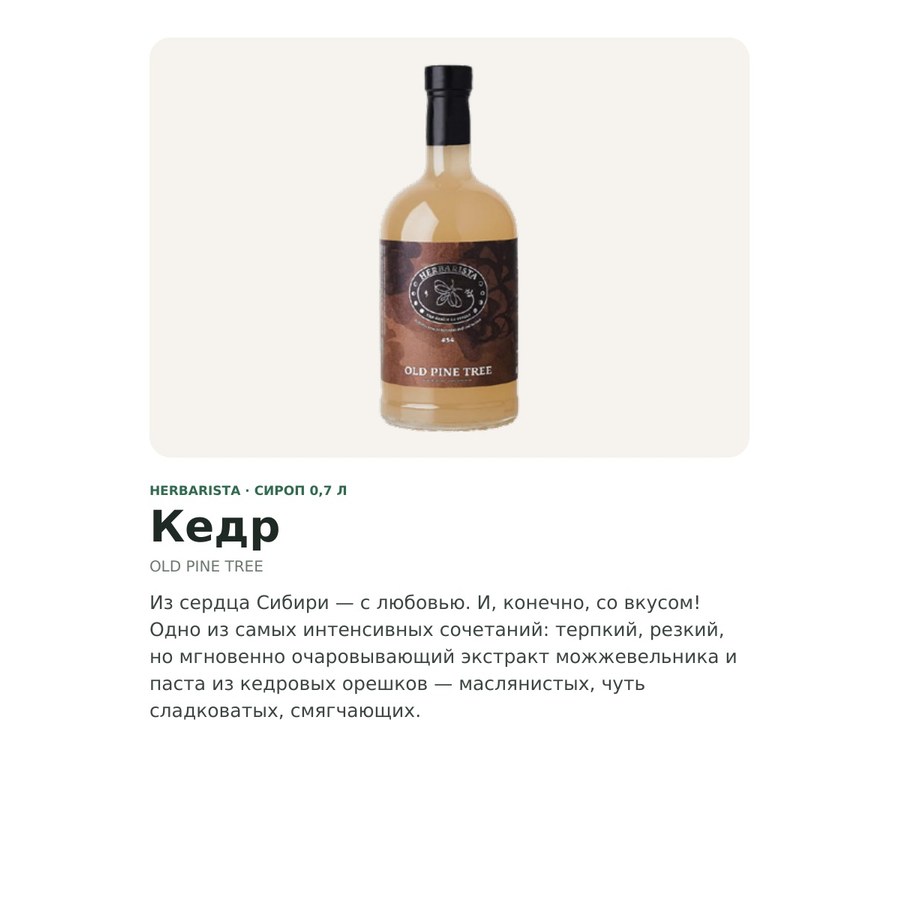 HERBARISTA
454
OLD PINE TREE
HERBARISTA · СИРОП 0,7 Л
Кедр
OLD PINE TREE
Из сердца Сибири — с любовью. И, конечно, со вкусом!
Одно из самых интенсивных сочетаний: терпкий, резкий,
но мгновенно очаровывающий экстракт можжевельника и
паста из кедровых орешков — маслянистых, чуть
сладковатых, смягчающих.